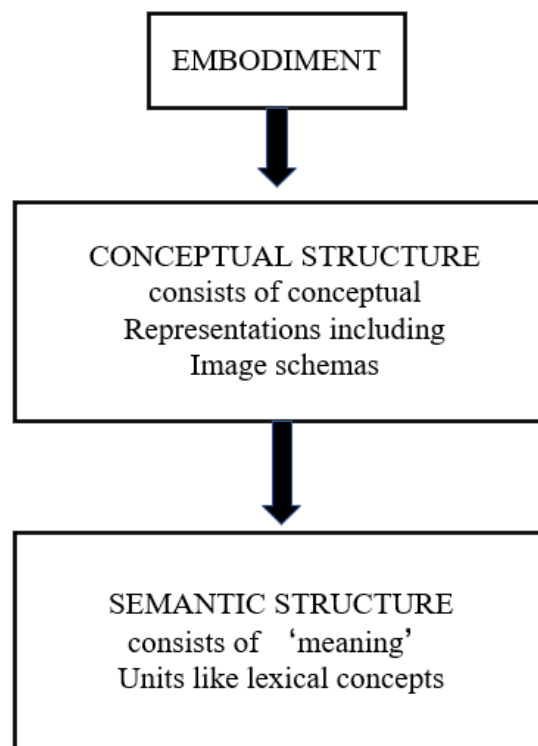 EMBODIMENT
CONCEPTUAL STRUCTURE
consists of conceptual
Representations including
Image schemas
SEMANTIC STRUCTURE
consists of ‘meaning’
Units like lexical concepts